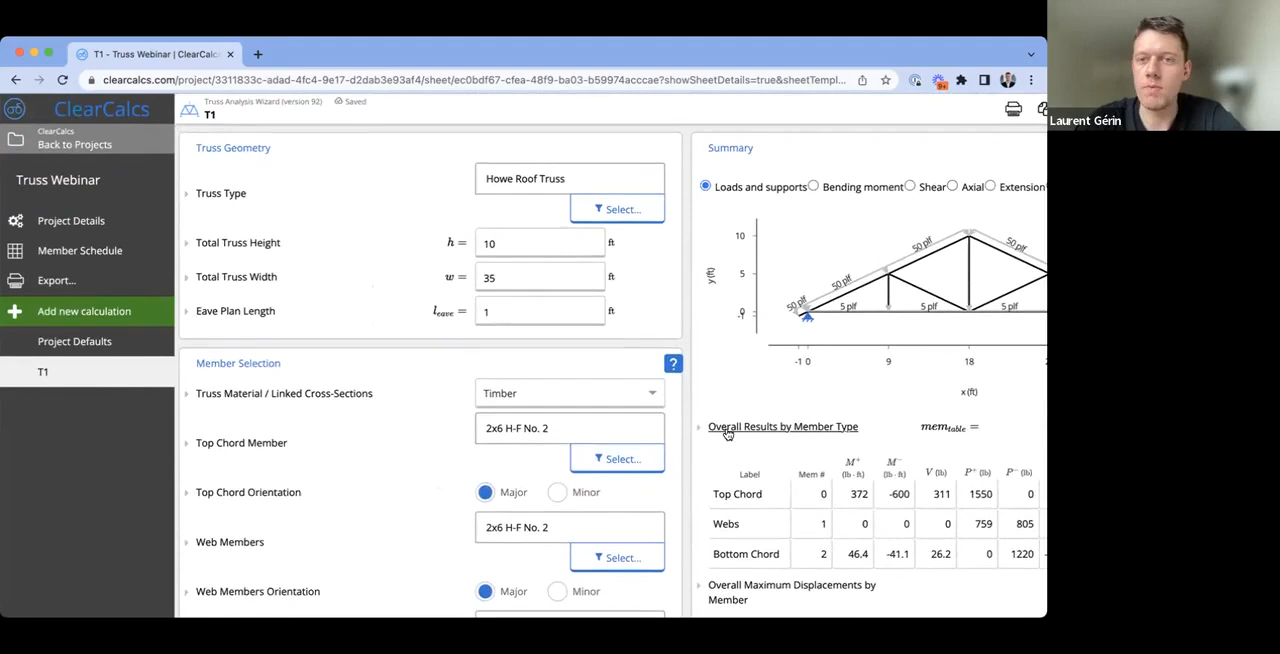 T1 - Truss Webinar | ClearCalcs
clearcalcs.com/project/3311833c-adad-4fc4-9e17-d2dab3e93af4/sheet/ec0bdf67-cfea-48f9-ba03-b59974acccae?showSheetDetails=true&sheetTempl...
9+
ClearCalcs
ClearCalcs
Back to Projects
Truss Webinar
Project Details
Member Schedule
Export...
Add new calculation
Project Defaults
T1
Truss Analysis Wizard (version 92) Saved
T1
Truss Geometry
Truss Type
Howe Roof Truss
Select...
Total Truss Height h = 10 ft
Total Truss Width w = 35 ft
Eave Plan Length leave = 1 ft
Member Selection ?
Truss Material / Linked Cross-Sections Timber
Top Chord Member 2x6 H-F No. 2
Select...
Top Chord Orientation Major Minor
Web Members 2x6 H-F No. 2
Select...
Web Members Orientation Major Minor
Summary
Loads and supports Bending moment Shear Axial Extension
y(ft)
10
5
0
-1
50 plf
50 plf
50 plf
50 plf
5 plf
5 plf
5 plf
-1 0 9 18
x (ft)
Overall Results by Member Type memtable =
Label Mem # M+ (lb · ft) M− (lb · ft) V (lb) P+ (lb) P− (lb)
Top Chord 0 372 -600 311 1550 0
Webs 1 0 0 0 759 805
Bottom Chord 2 46.4 -41.1 26.2 0 1220
Overall Maximum Displacements by
Member
Laurent Gérin